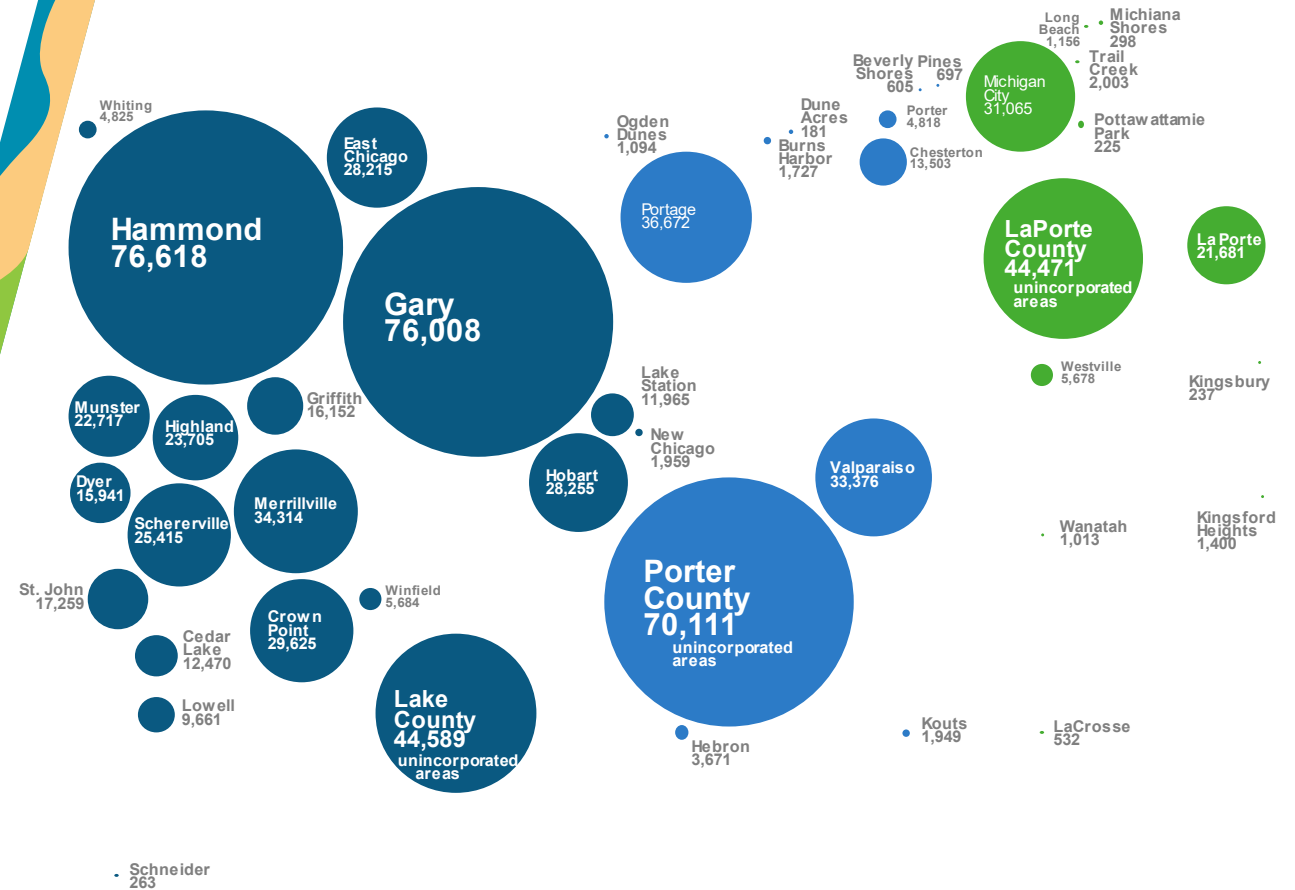 Long
Beach
1,156
Michiana
Shores
298
Trail
Creek
2,003
Beverly
Shores
605
Pines
697
Michigan
City
31,065
Whiting
4,825
East
Chicago
28,215
Ogden
Dunes
1,094
Dune
Acres
181
Burns
Harbor
1,727
Porter
4,818
Chesterton
13,503
Pottawattamie
Park
225
Hammond
76,618
Portage
36,672
LaPorte
County
44,471
unincorporated
areas
La Porte
21,681
Gary
76,008
Munster
22,717
Highland
23,705
Griffith
16,152
Lake
Station
11,965
New
Chicago
1,959
Westville
5,678
Kingsbury
237
Dyer
15,941
Schererville
25,415
Merrillville
34,314
Hobart
28,255
Valparaiso
33,376
Wanatah
1,013
Kingsford
Heights
1,400
St. John
17,259
Cedar
Lake
12,470
Lowell
9,661
Crown
Point
29,625
Winfield
5,684
Porter
County
70,111
unincorporated
areas
Lake
County
44,589
unincorporated
areas
Hebron
3,671
Kouts
1,949
LaCrosse
532
Schneider
263